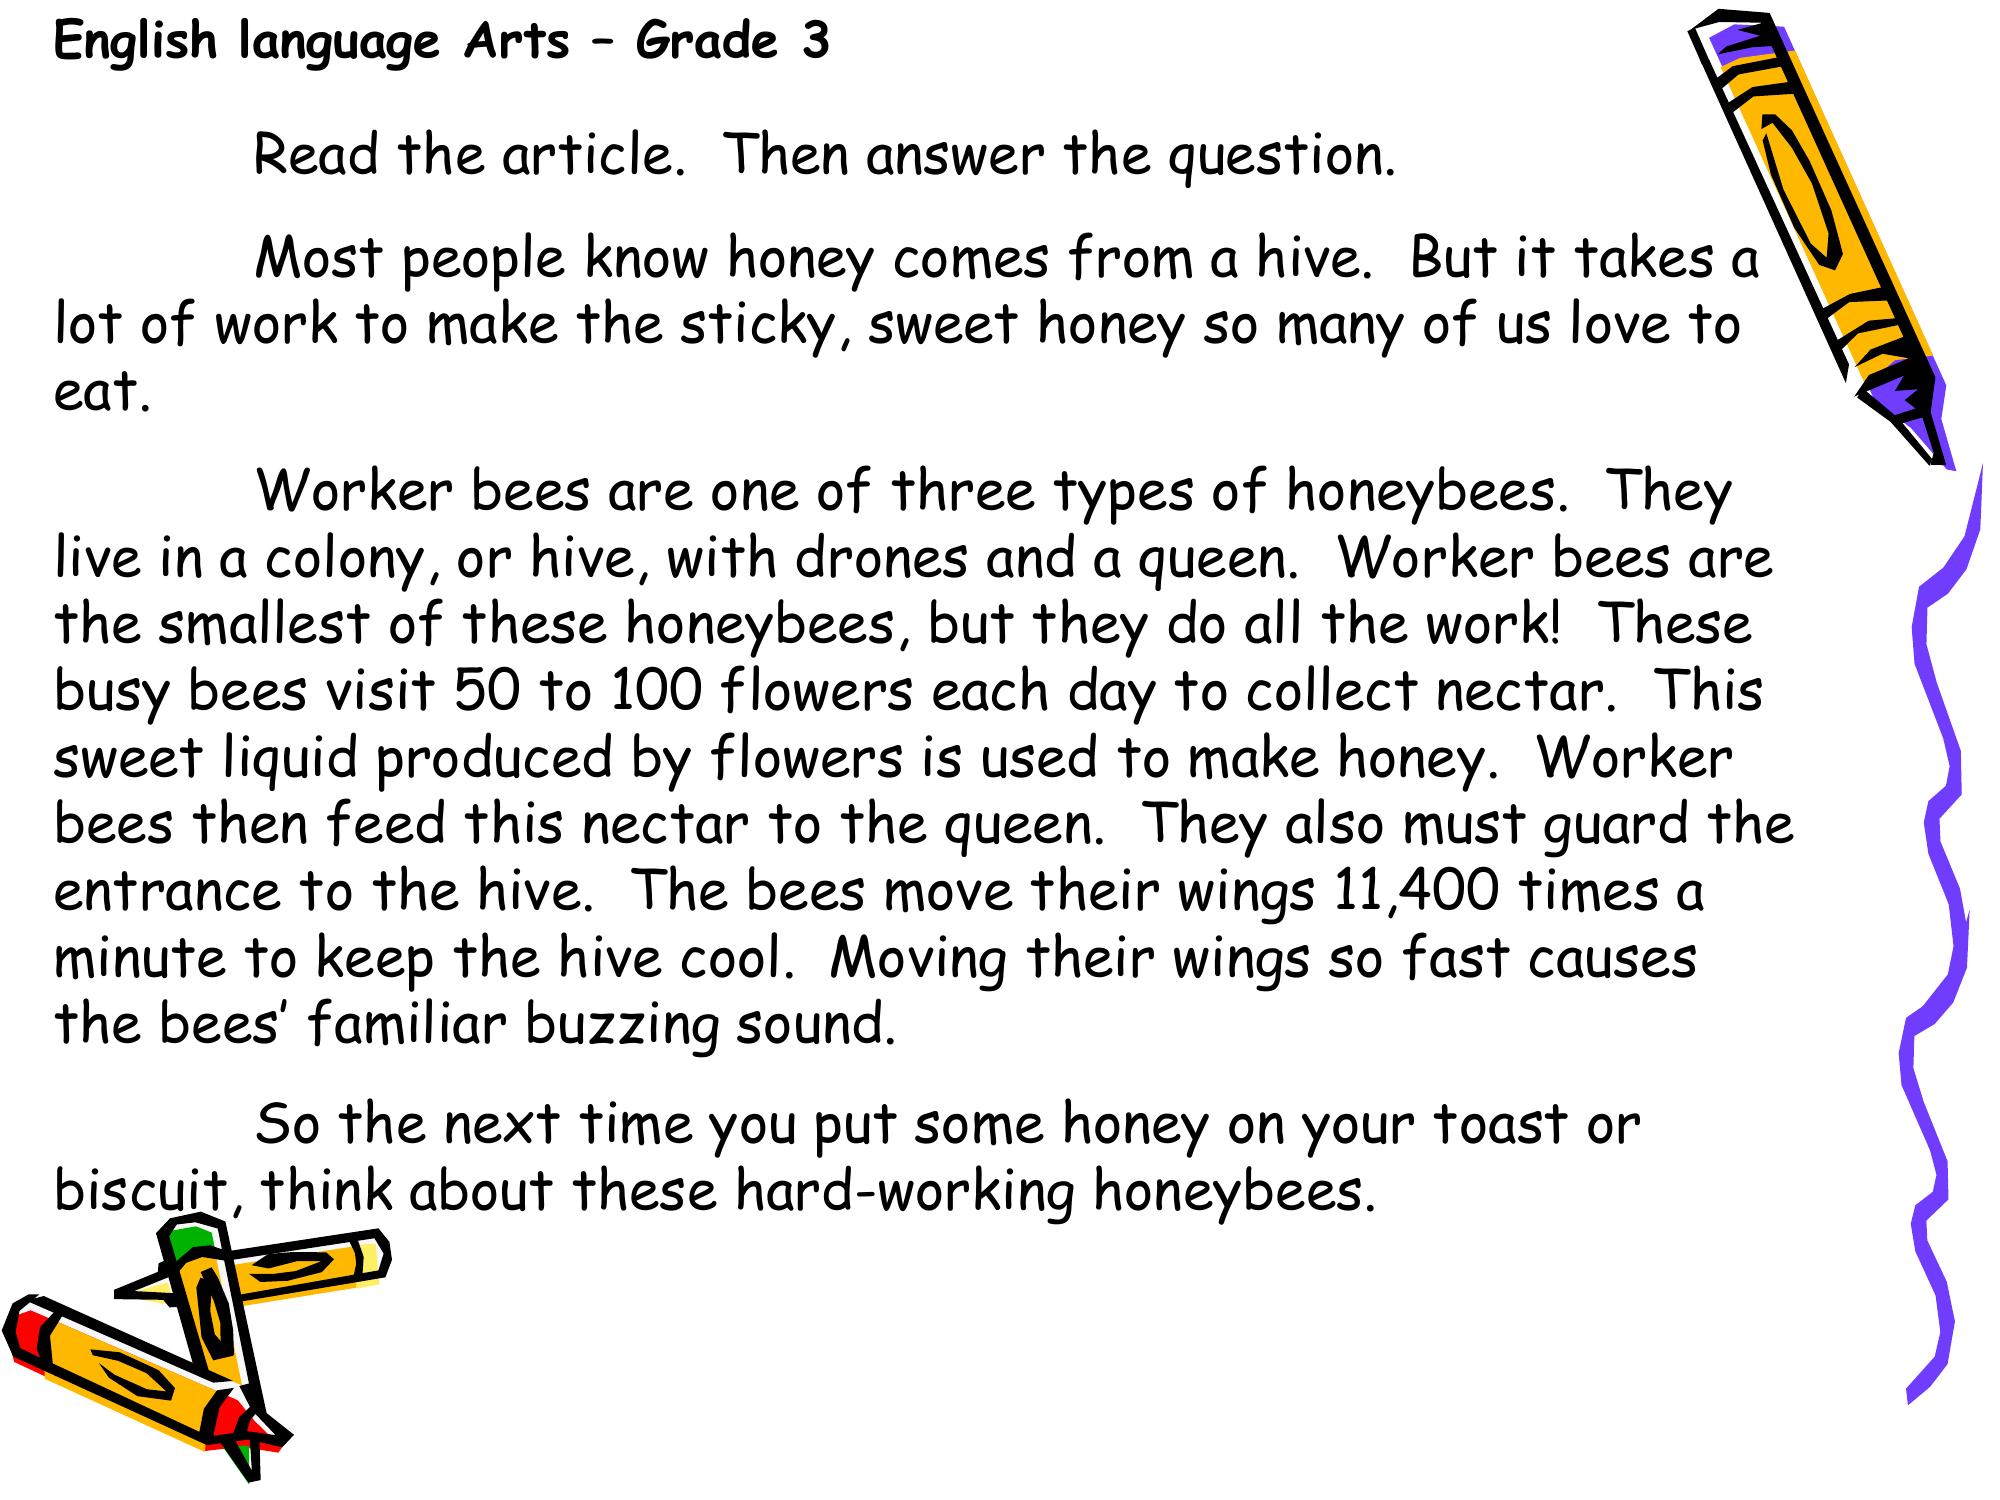 English language Arts – Grade 3
Read the article.  Then answer the question.
Most people know honey comes from a hive.  But it takes a
lot of work to make the sticky, sweet honey so many of us love to
eat.
Worker bees are one of three types of honeybees.  They
live in a colony, or hive, with drones and a queen.  Worker bees are
the smallest of these honeybees, but they do all the work!  These
busy bees visit 50 to 100 flowers each day to collect nectar.  This
sweet liquid produced by flowers is used to make honey.  Worker
bees then feed this nectar to the queen.  They also must guard the
entrance to the hive.  The bees move their wings 11,400 times a
minute to keep the hive cool.  Moving their wings so fast causes
the bees’ familiar buzzing sound.
So the next time you put some honey on your toast or
biscuit, think about these hard-working honeybees.